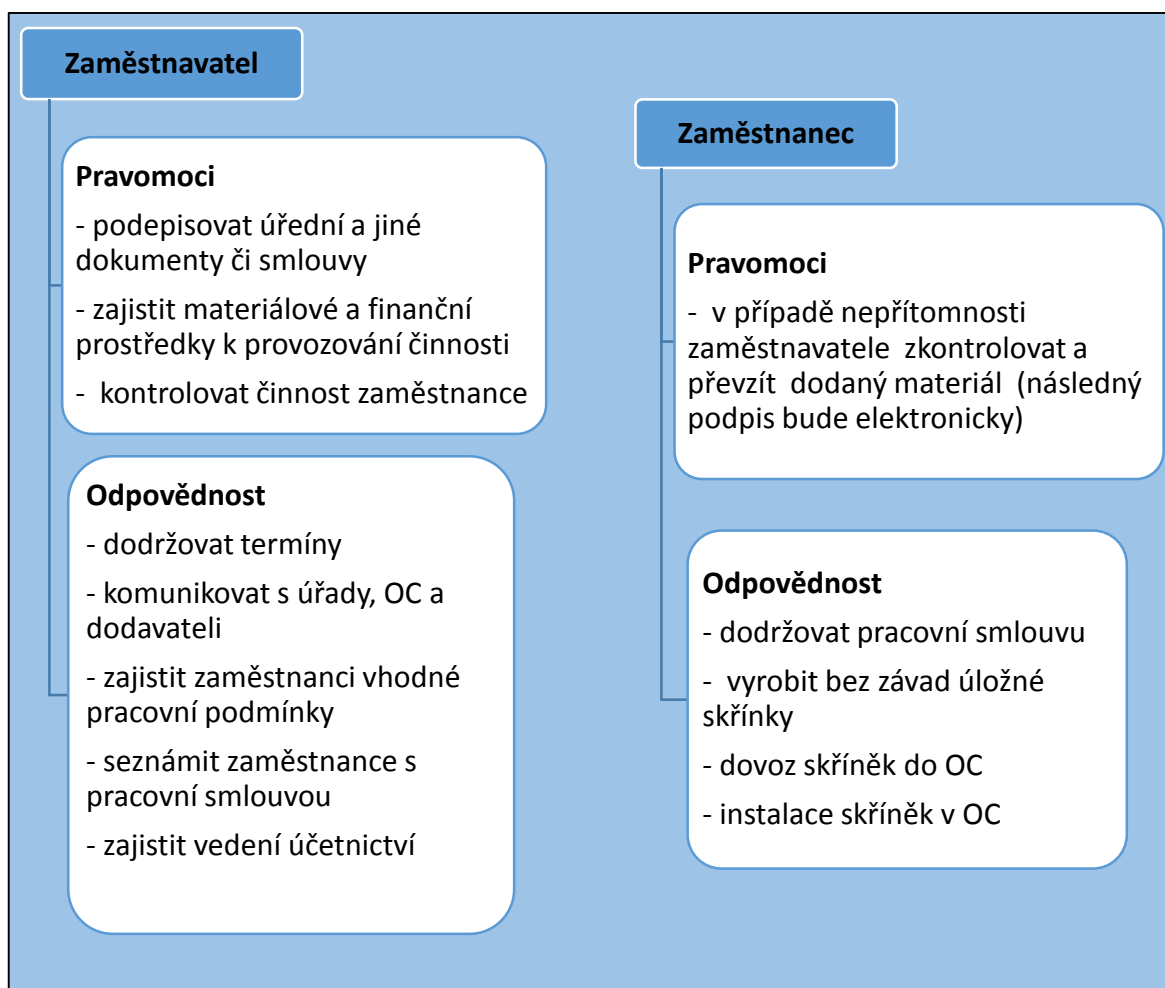 Zaměstnavatel
Pravomoci
- podepisovat úřední a jiné
dokumenty či smlouvy
- zajistit materiálové a finanční
prostředky k provozování činnosti
- kontrolovat činnost zaměstnance
Odpovědnost
- dodržovat termíny
- komunikovat s úřady, OC a
dodavateli
- zajistit zaměstnanci vhodné
pracovní podmínky
- seznámit zaměstnance s
pracovní smlouvou
- zajistit vedení účetnictví
Zaměstnanec
Pravomoci
- v případě nepřítomnosti
zaměstnavatele zkontrolovat a
převzít dodaný materiál (následný
podpis bude elektronicky)
Odpovědnost
- dodržovat pracovní smlouvu
- vyrobit bez závad úložné
skřínky
- dovoz skříněk do OC
- instalace skříněk v OC